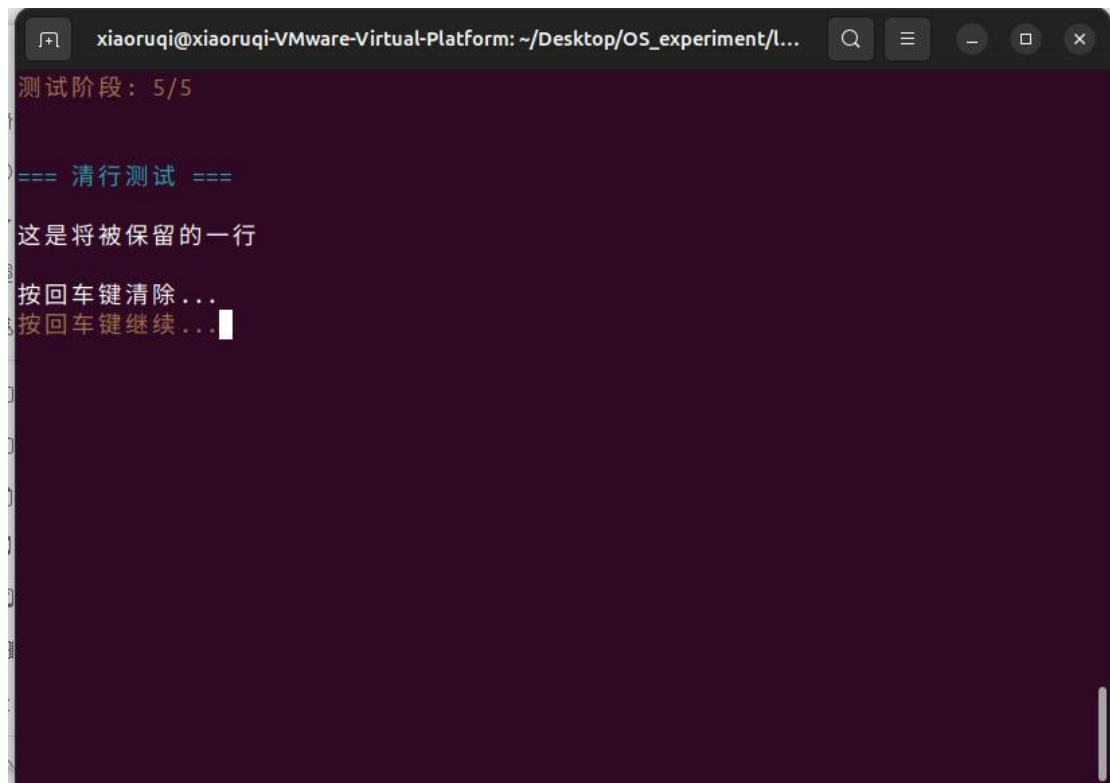 xiaoruqi@xiaoruqi-VMware-Virtual-Platform: ~/Desktop/OS_experiment/l...
测试阶段: 5/5
=== 清行测试 ===
这是将被保留的一行
按回车键清除...
按回车键继续...